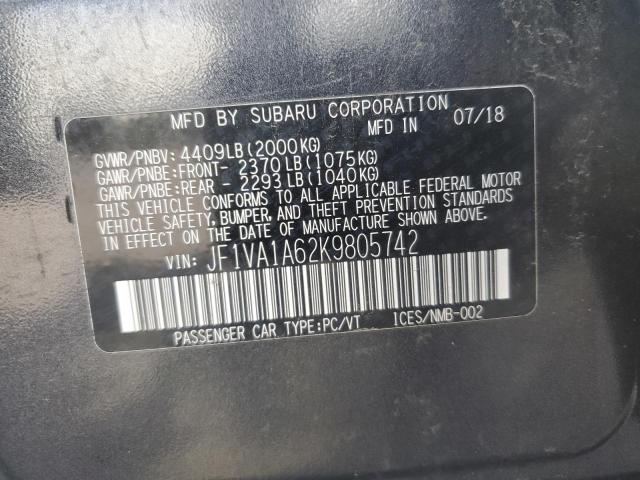 MFD BY SUBARU CORPORATION
MFD IN 07/18
GVWR/PNBV: 4409LB(2000KG)
GAWR/PNBE:FRONT- 2370LB(1075KG)
GAWR/PNBE:REAR - 2293LB(1040KG)
THIS VEHICLE CONFORMS TO ALL APPLICABLE FEDERAL MOTOR
VEHICLE SAFETY, BUMPER, AND THEFT PREVENTION STANDARDS
IN EFFECT ON THE DATE OF MANUFACTURE SHOWN ABOVE.
VIN: JF1VA1A62K9805742
PASSENGER CAR TYPE:PC/VT ICES/NMB-002